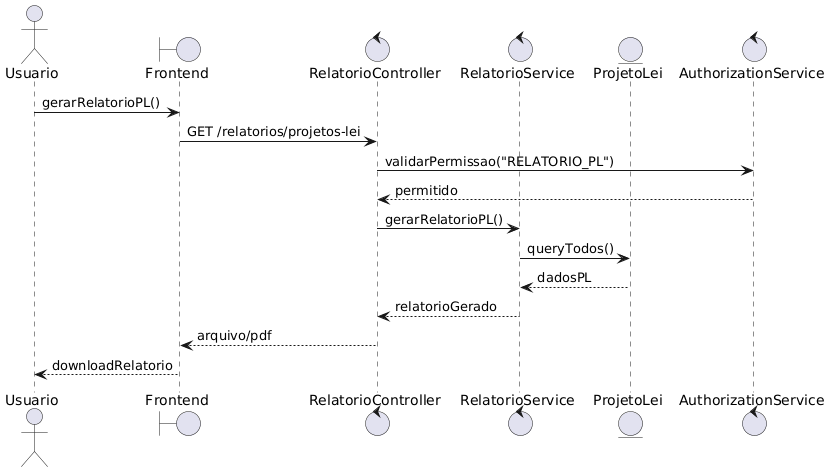 Usuario
Frontend
RelatorioController
RelatorioService
ProjetoLei
AuthorizationService
gerarRelatorioPL()
GET /relatorios/projetos-lei
validarPermissao("RELATORIO_PL")
permitido
gerarRelatorioPL()
queryTodos()
dadosPL
relatorioGerado
arquivo/pdf
downloadRelatorio
Usuario
Frontend
RelatorioController
RelatorioService
ProjetoLei
AuthorizationService